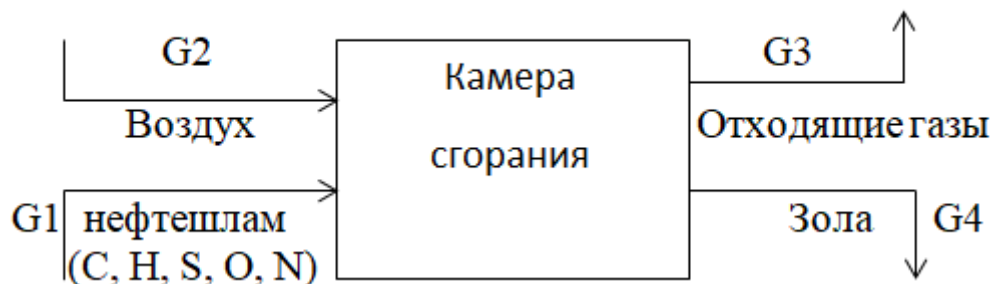 G2
Воздух
G1 нефтешлам
(C, H, S, O, N)
Камера
сгорания
G3
Отходящие газы
Зола G4